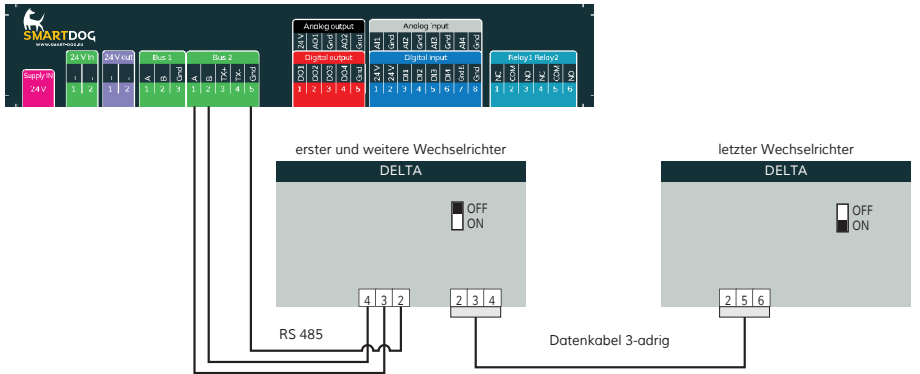 SMARTDOG
WWW.SMART-DOG.EU
Supply IN
24 V
24 V in
- -
1 2
24 V out
- -
1 2
Bus 1
A B Gnd
1 2 3
Bus 2
A B TX+ TX- Gnd
1 2 3 4 5
Analog output
24 V AO1 Gnd AO2 Gnd
Digital output
DO1 DO2 DO3 DO4 Gnd
1 2 3 4 5
Analog input
AI1 Gnd AI2 Gnd AI3 Gnd AI4 Gnd
Digital input
24 V 24 V DI1 DI2 DI3 DI4 Gnd
1 2 3 4 5 6 7 8
Relay1 Relay2
NC COM NO NC COM NO
1 2 3 4 5 6
erster und weitere Wechselrichter
DELTA
OFF
ON
4 3 2
2 3 4
RS 485
letzter Wechselrichter
DELTA
OFF
ON
2 5 6
Datenkabel 3-adrig